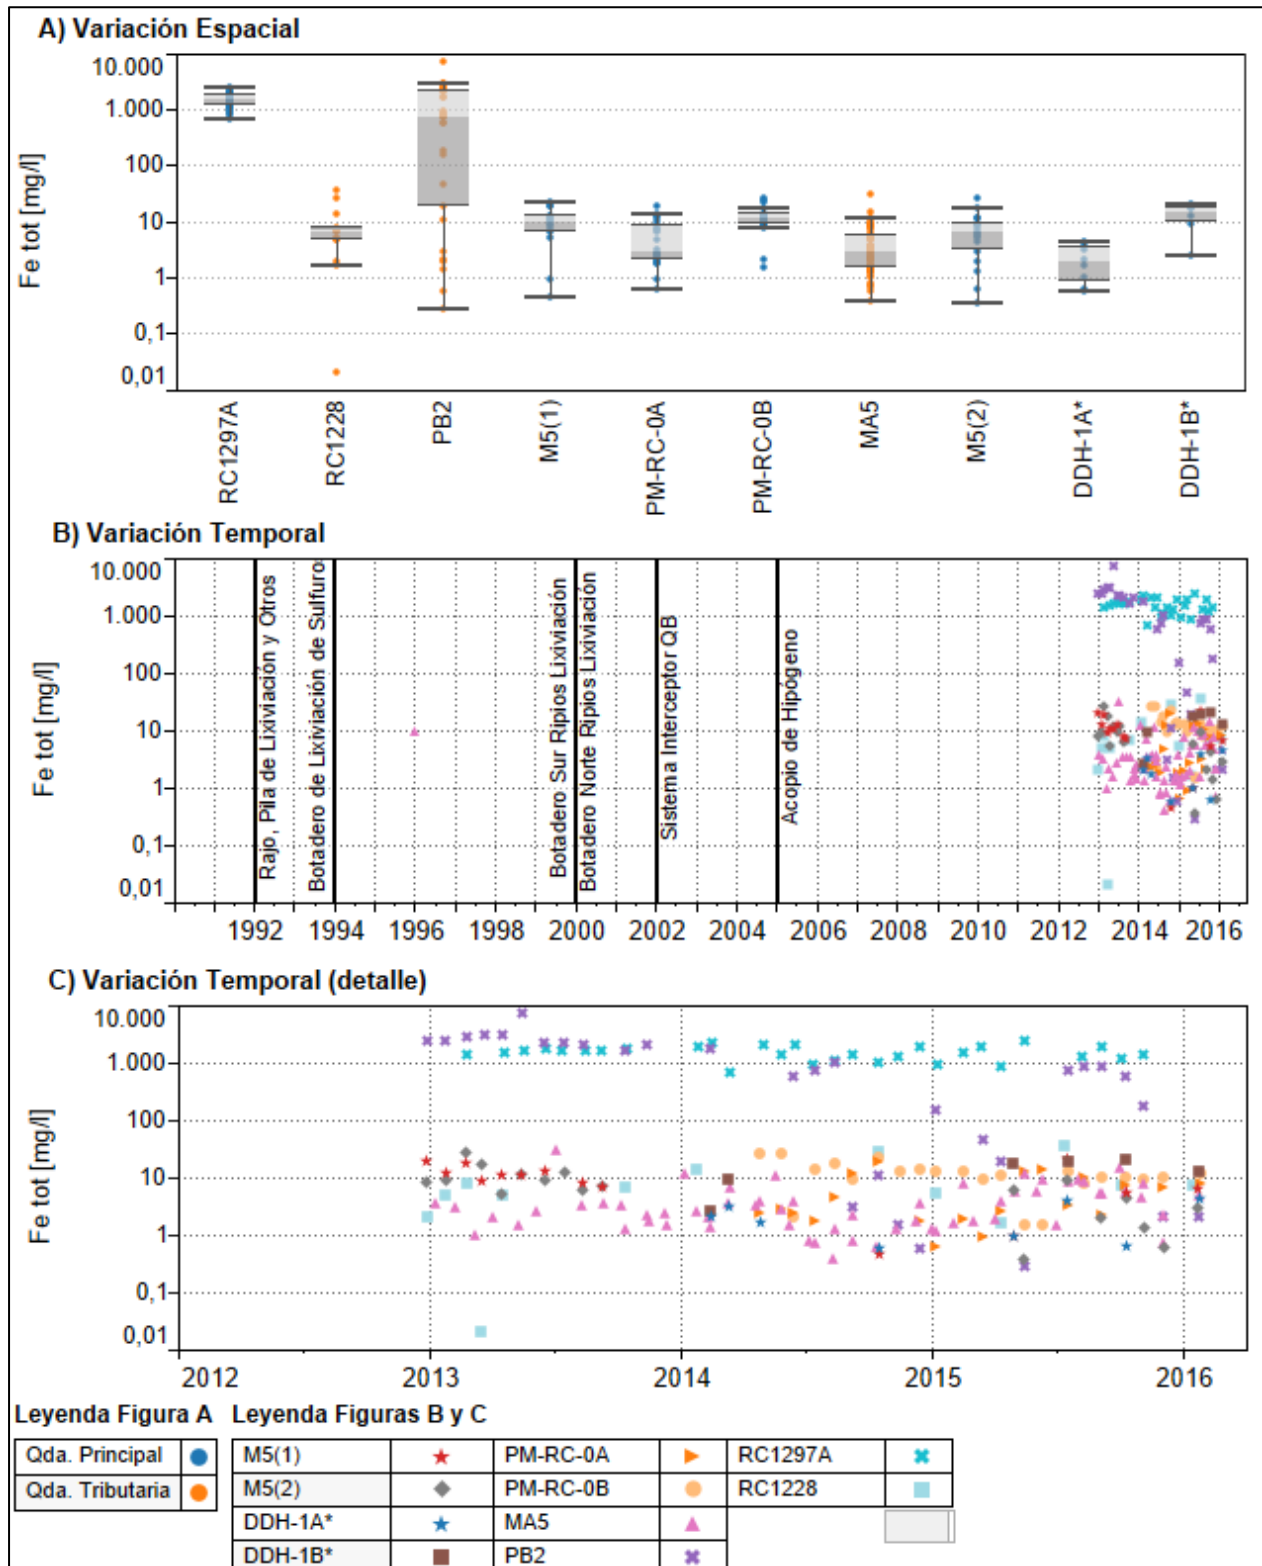 A) Variación Espacial
Fe tot [mg/l]
10.000
1.000
100
10
1
0,1
0,01
RC1297A
RC1228
PB2
M5(1)
PM-RC-0A
PM-RC-0B
MA5
M5(2)
DDH-1A*
DDH-1B*
B) Variación Temporal
Fe tot [mg/l]
10.000
1.000
100
10
1
0,1
0,01
Rajo, Pila de Lixiviación y Otros
Botadero de Lixiviación de Sulfuro
Botadero Sur Ripios Lixiviación
Botadero Norte Ripios Lixiviación
Sistema Interceptor QB
Acopio de Hipógeno
1992 1994 1996 1998 2000 2002 2004 2006 2008 2010 2012 2014 2016
C) Variación Temporal (detalle)
Fe tot [mg/l]
10.000
1.000
100
10
1
0,1
0,01
2012 2013 2014 2015 2016
Leyenda Figura A Leyenda Figuras B y C
Qda. Principal M5(1) PM-RC-0A RC1297A
Qda. Tributaria M5(2) PM-RC-0B RC1228
DDH-1A* MA5
DDH-1B* PB2